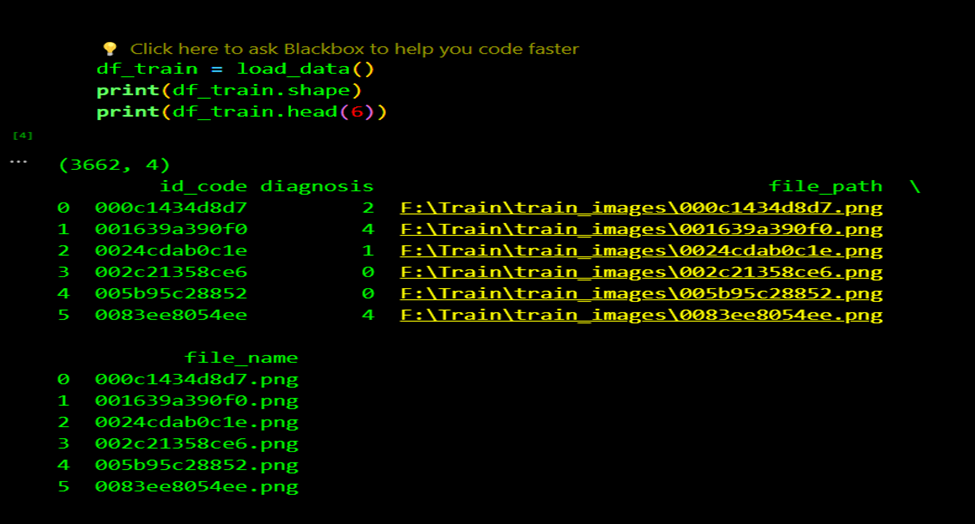 💡 Click here to ask Blackbox to help you code faster
df_train = load_data()
print(df_train.shape)
print(df_train.head(6))
[4]
...
(3662, 4)
id_code diagnosis file_path \
0 000c1434d8d7 2 F:\Train\train_images\000c1434d8d7.png
1 001639a390f0 4 F:\Train\train_images\001639a390f0.png
2 0024cdab0c1e 1 F:\Train\train_images\0024cdab0c1e.png
3 002c21358ce6 0 F:\Train\train_images\002c21358ce6.png
4 005b95c28852 0 F:\Train\train_images\005b95c28852.png
5 0083ee8054ee 4 F:\Train\train_images\0083ee8054ee.png
file_name
0 000c1434d8d7.png
1 001639a390f0.png
2 0024cdab0c1e.png
3 002c21358ce6.png
4 005b95c28852.png
5 0083ee8054ee.png